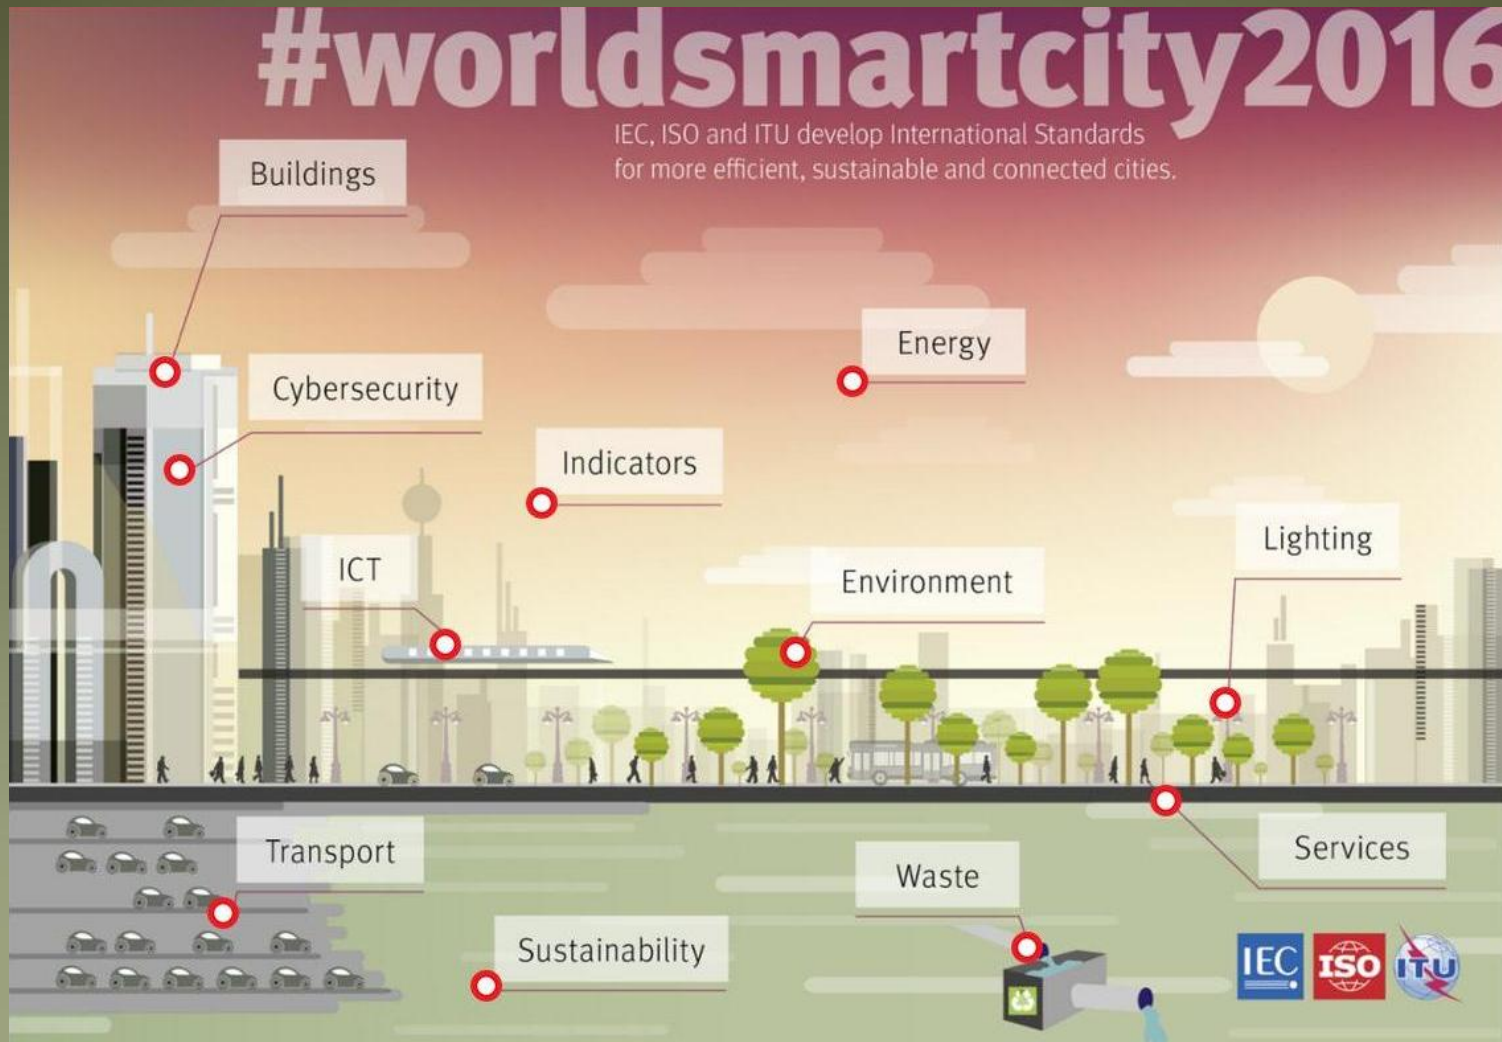 #worldsmartcity2016
IEC, ISO and ITU develop International Standards
for more efficient, sustainable and connected cities.
Buildings
Energy
Cybersecurity
Indicators
Lighting
ICT
Environment
Transport
Services
Waste
Sustainability
IEC
ISO
ITU